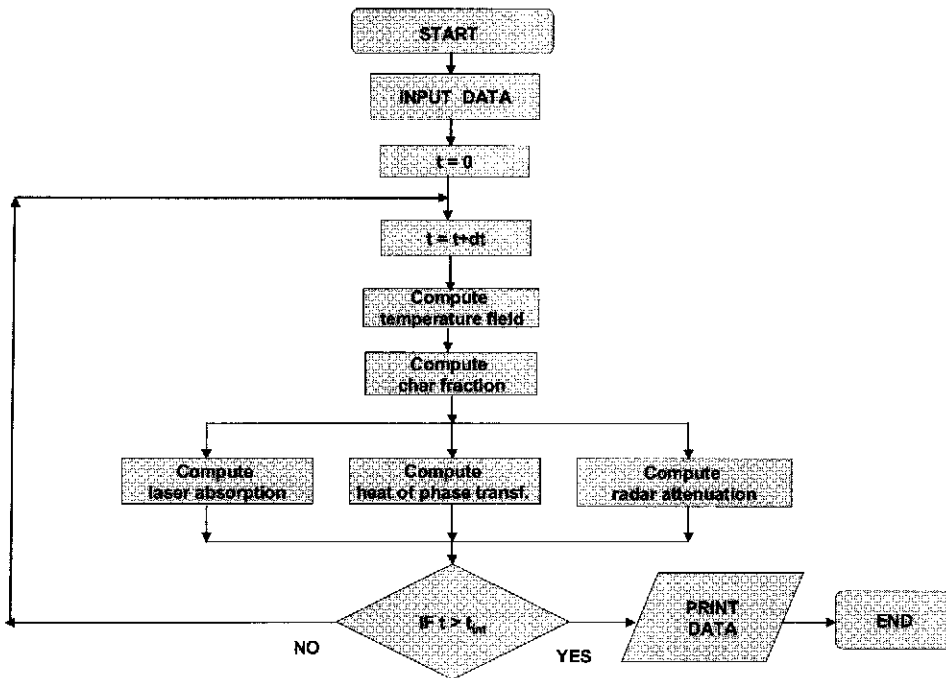 START
INPUT DATA
t = 0
t = t+dt
Compute
temperature field
Compute
char fraction
Compute
laser absorption
Compute
heat of phase transf.
Compute
radar attenuation
IF t > t_int
NO
YES
PRINT
DATA
END